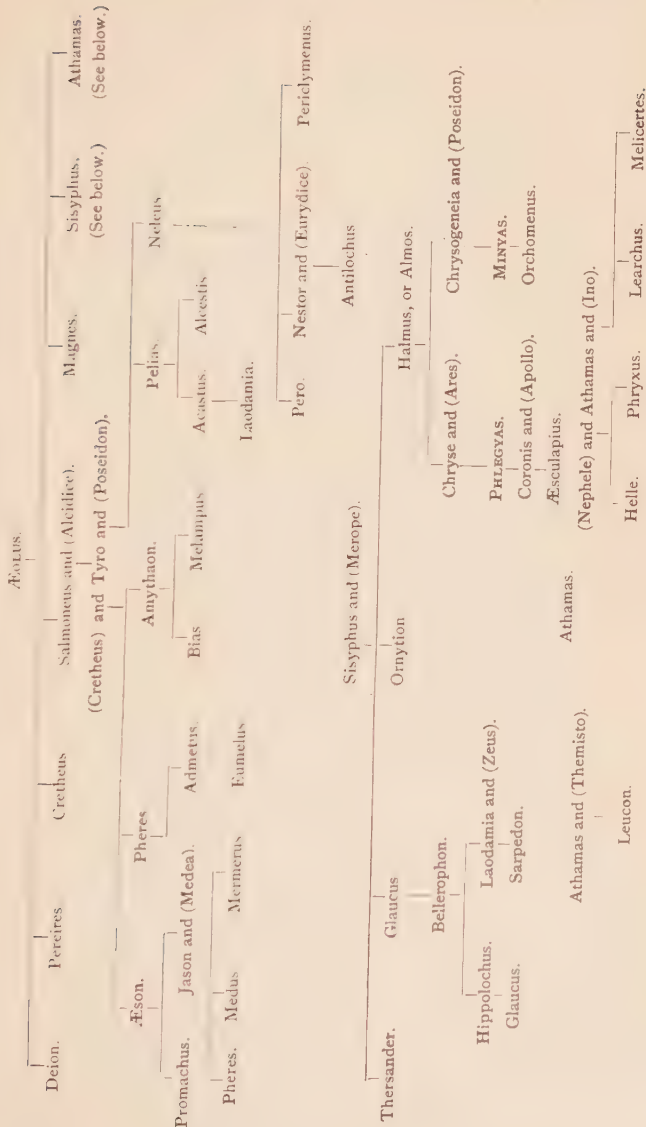 ÆOLUS.
Deion. Pereires Cretheus Salmoneus and (Alcidice). Magnes. Sisyphus. Athamas.
(See below.) (See below.)
(Cretheus) and Tyro and (Poseidon),
Æson. Pheres Amythaon. Pelias. Neleus
Promachus. Jason and (Medea). Admetus. Bias Melampus Acastus. Alcestis
Pheres. Medus Mermerus Eumelus Laodamia.
Pero. Nestor and (Eurydice). Periclymenus.
Antilochus
Sisyphus and (Merope).
Thersander. Glaucus Ornytion Halmus, or Almos.
Bellerophon. Chryse and (Ares). Chrysogeneia and (Poseidon).
Hippolochus. Laodamia and (Zeus). PHLEGYAS. MINYAS.
Glaucus. Sarpedon. Coronis and (Apollo). Orchomenus.
Æsculapius.
Athamas.
Athamas and (Themisto). (Nephele) and Athamas and (Ino).
Leucon. Helle. Phryxus. Learchus. Melicertes.